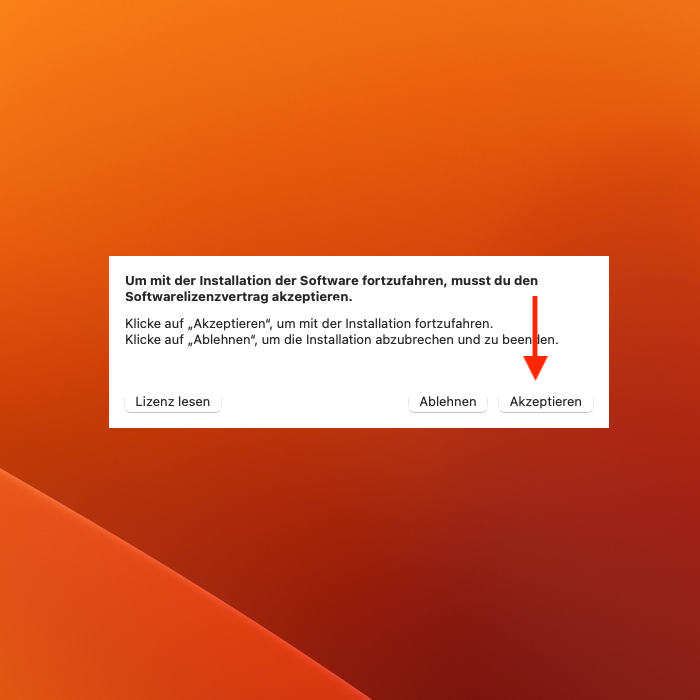 Um mit der Installation der Software fortzufahren, musst du den
Softwarelizenzvertrag akzeptieren.
Klicke auf „Akzeptieren“, um mit der Installation fortzufahren.
Klicke auf „Ablehnen“, um die Installation abzubrechen und zu beenden.
Lizenz lesen Ablehnen Akzeptieren